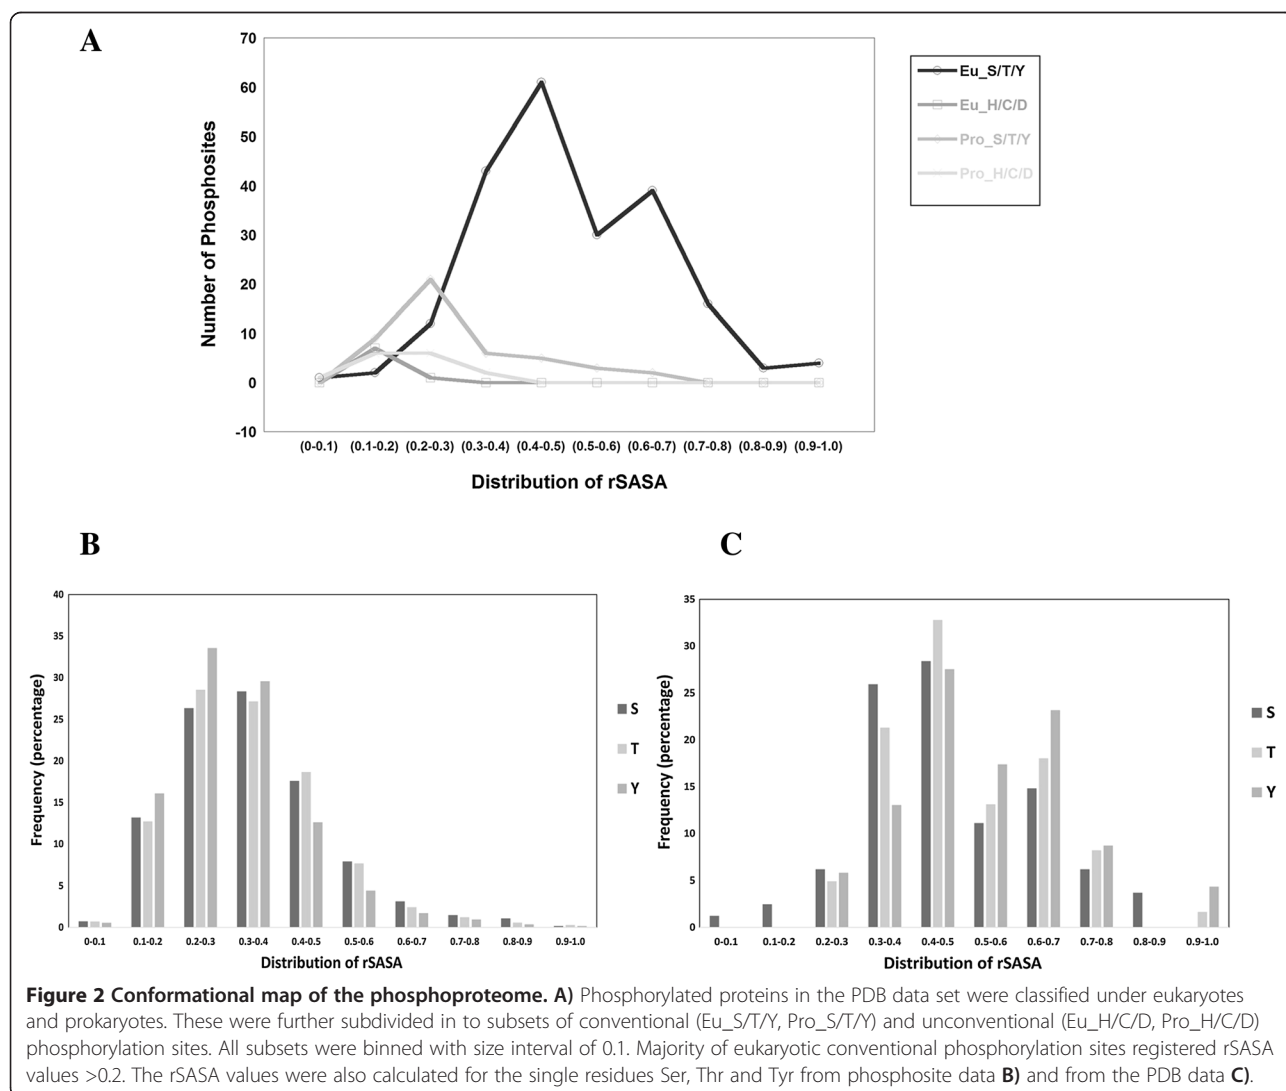 A
70
60
50
40
30
20
10
0
-10
Number of Phosphosites
(0-0.1) (0.1-0.2) (0.2-0.3) (0.3-0.4) (0.4-0.5) (0.5-0.6) (0.6-0.7) (0.7-0.8) (0.8-0.9) (0.9-1.0)
Distribution of rSASA
Eu_S/T/Y
Eu_H/C/D
Pro_S/T/Y
Pro_H/C/D
B
40
35
30
25
20
15
10
5
0
Frequency (percentage)
0-0.1 0.1-0.2 0.2-0.3 0.3-0.4 0.4-0.5 0.5-0.6 0.6-0.7 0.7-0.8 0.8-0.9 0.9-1.0
Distribution of rSASA
S
T
Y
C
35
30
25
20
15
10
5
0
Frequency (percentage)
0-0.1 0.1-0.2 0.2-0.3 0.3-0.4 0.4-0.5 0.5-0.6 0.6-0.7 0.7-0.8 0.8-0.9 0.9-1.0
Distribution of rSASA
S
T
Y
Figure 2 Conformational map of the phosphoproteome. A) Phosphorylated proteins in the PDB data set were classified under eukaryotes
and prokaryotes. These were further subdivided in to subsets of conventional (Eu_S/T/Y, Pro_S/T/Y) and unconventional (Eu_H/C/D, Pro_H/C/D)
phosphorylation sites. All subsets were binned with size interval of 0.1. Majority of eukaryotic conventional phosphorylation sites registered rSASA
values >0.2. The rSASA values were also calculated for the single residues Ser, Thr and Tyr from phosphosite data B) and from the PDB data C).